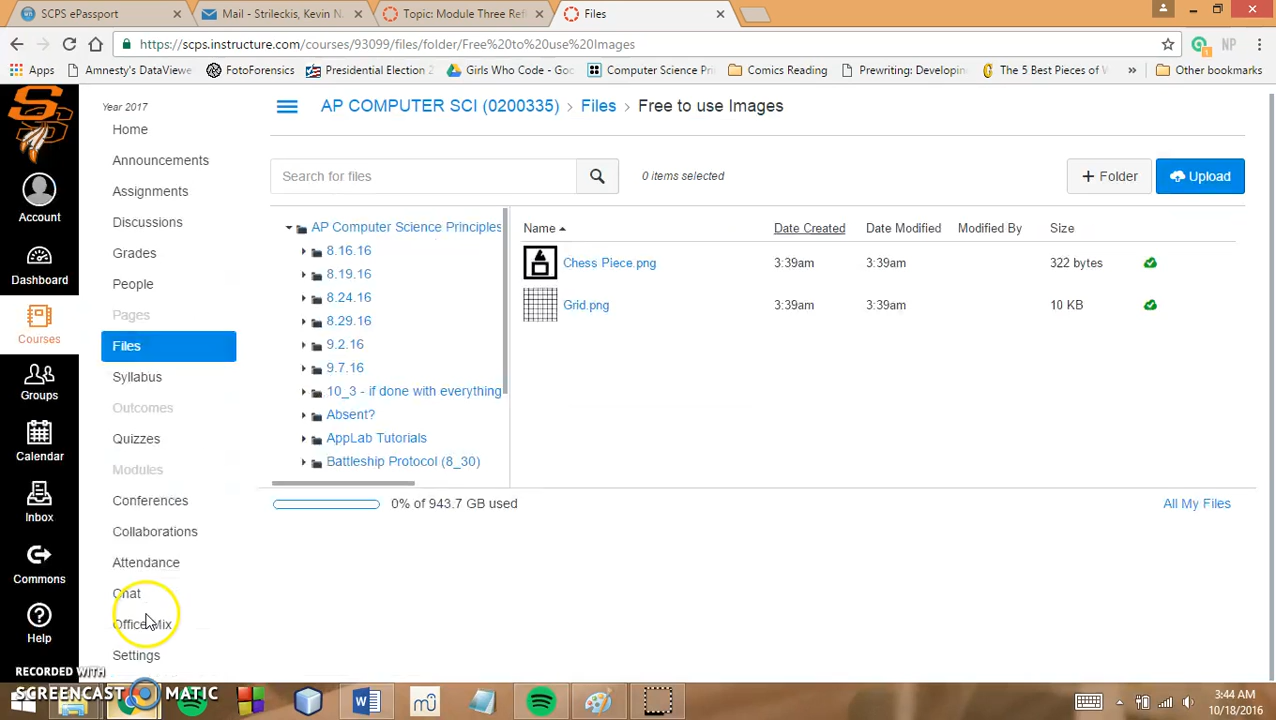 SCPS ePassport
Mail - Strileckis, Kevin N.
Topic: Module Three Ref
Files
https://scps.instructure.com/courses/93099/files/folder/Free%20to%20use%20Images
NP
Apps
Amnesty's DataViewe
FotoForensics
Presidential Election 2
Girls Who Code - Goo
Computer Science Pri
Comics Reading
Prewriting: Developin
The 5 Best Pieces of W
Other bookmarks
Year 2017
AP COMPUTER SCI (0200335) > Files > Free to use Images
Home
Announcements
Assignments
Discussions
Grades
People
Pages
Files
Syllabus
Outcomes
Quizzes
Modules
Conferences
Collaborations
Attendance
Chat
Office Mix
Settings
Account
Dashboard
Courses
Groups
Calendar
Inbox
Commons
Help
Search for files
0 items selected
+ Folder
Upload
AP Computer Science Principles
8.16.16
8.19.16
8.24.16
8.29.16
9.2.16
9.7.16
10_3 - if done with everything
Absent?
AppLab Tutorials
Battleship Protocol (8_30)
Name Date Created Date Modified Modified By Size
Chess Piece.png 3:39am 3:39am 322 bytes
Grid.png 3:39am 3:39am 10 KB
0% of 943.7 GB used
All My Files
RECORDED WITH
SCREENCAST MATIC
3:44 AM
10/18/2016